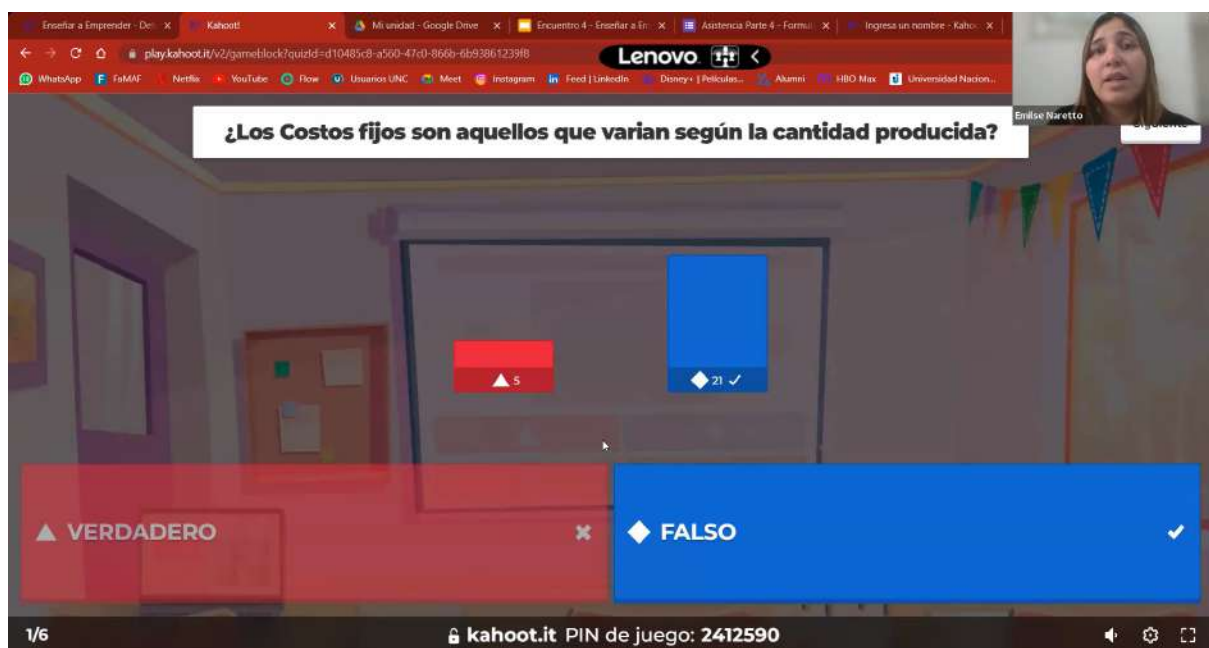 Enseñar a Emprender - De
Kahoot!
Mi unidad - Google Drive
Encuentro 4 - Enseñar a En
Asistencia Parte 4 - Formu
Ingresa un nombre - Kaho
play.kahoot.it/v2/gameblock?quizId=d10485c8-a560-47c0-866b-6b93861239f8
Lenovo
WhatsApp
FaMAF
Netflix
YouTube
Flow
Usuarios UNC
Meet
Instagram
Feed | LinkedIn
Disney+ | Películas...
Alumni
HBO Max
Universidad Nacion...
Emilse Naretto
¿Los Costos fijos son aquellos que varian según la cantidad producida?
5
21
VERDADERO
FALSO
1/6
kahoot.it PIN de juego: 2412590